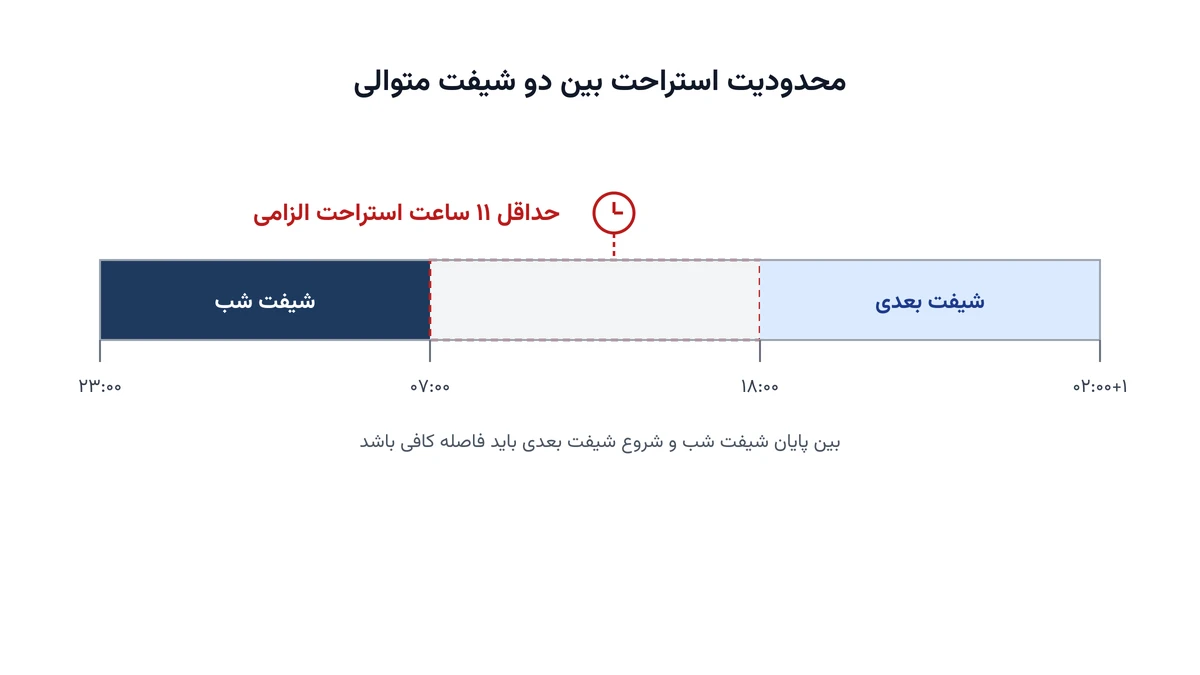 محدودیت استراحت بین دو شیفت متوالی
حداقل ۱۱ ساعت استراحت الزامی
شیفت شب
شیفت بعدی
۲۳:۰۰
۰۷:۰۰
۱۸:۰۰
۰۲:۰۰+۱
بین پایان شیفت شب و شروع شیفت بعدی باید فاصله کافی باشد